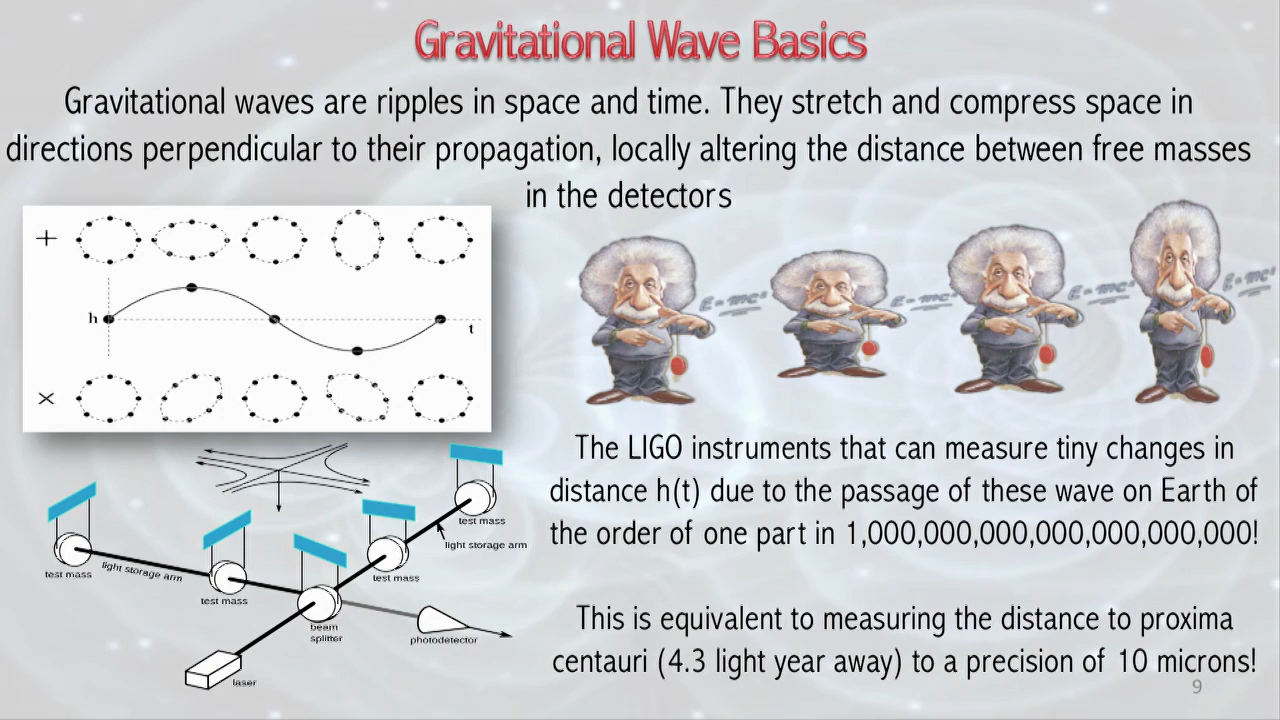 Gravitational Wave Basics
Gravitational waves are ripples in space and time. They stretch and compress space in
directions perpendicular to their propagation, locally altering the distance between free masses
in the detectors
+
h
t
×
E=mc²
E=mc²
E=mc²
E=mc²
The LIGO instruments that can measure tiny changes in
distance h(t) due to the passage of these wave on Earth of
the order of one part in 1,000,000,000,000,000,000,000!
This is equivalent to measuring the distance to proxima
centauri (4.3 light year away) to a precision of 10 microns!
test mass
light storage arm
test mass
light storage arm
test mass
test mass
beam
splitter
photodetector
laser
9